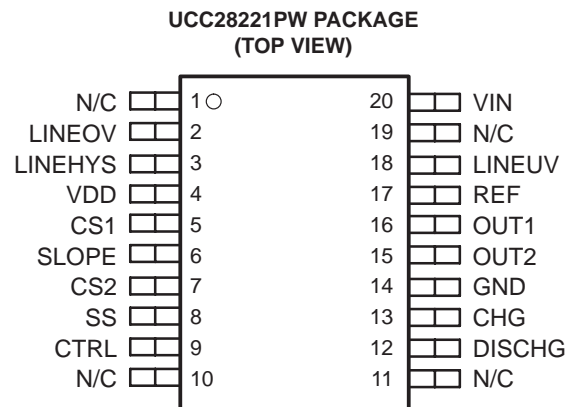 UCC28221PW PACKAGE
(TOP VIEW)
N/C 1 20 VIN
LINEOV 2 19 N/C
LINEHYS 3 18 LINEUV
VDD 4 17 REF
CS1 5 16 OUT1
SLOPE 6 15 OUT2
CS2 7 14 GND
SS 8 13 CHG
CTRL 9 12 DISCHG
N/C 10 11 N/C